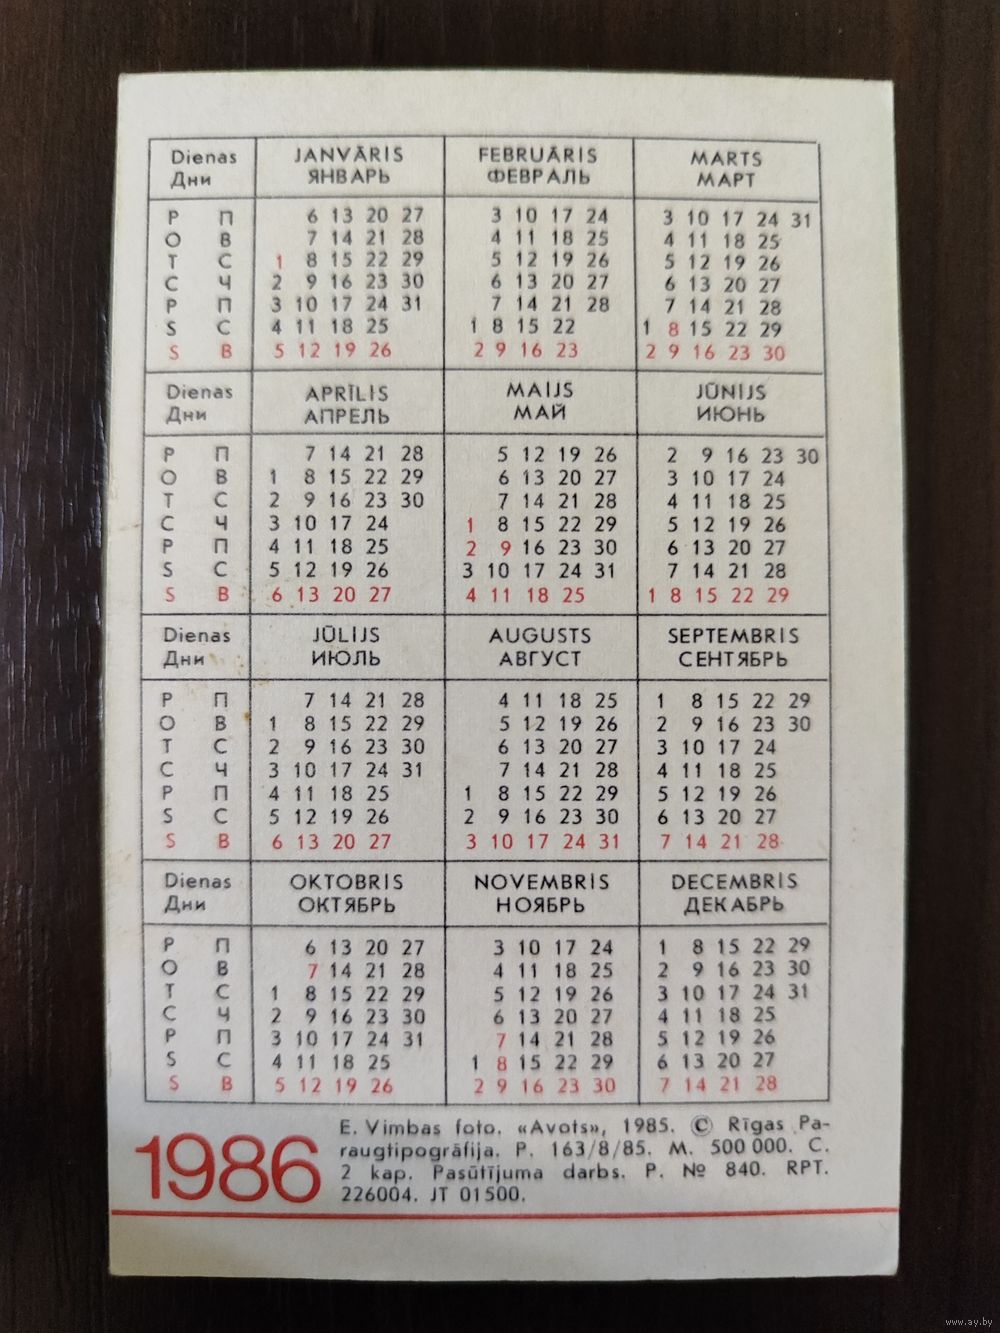 Dienas JANVĀRIS FEBRUĀRIS MARTS
Дни ЯНВАРЬ ФЕВРАЛЬ МАРТ
P П 6 13 20 27 3 10 17 24 3 10 17 24 31
O В 7 14 21 28 4 11 18 25 4 11 18 25
T С 1 8 15 22 29 5 12 19 26 5 12 19 26
C Ч 2 9 16 23 30 6 13 20 27 6 13 20 27
P П 3 10 17 24 31 7 14 21 28 7 14 21 28
S С 4 11 18 25 1 8 15 22 1 8 15 22 29
S В 5 12 19 26 2 9 16 23 2 9 16 23 30
Dienas APRĪLIS MAIJS JŪNIJS
Дни АПРЕЛЬ МАЙ ИЮНЬ
P П 7 14 21 28 5 12 19 26 2 9 16 23 30
O В 1 8 15 22 29 6 13 20 27 3 10 17 24
T С 2 9 16 23 30 7 14 21 28 4 11 18 25
C Ч 3 10 17 24 1 8 15 22 29 5 12 19 26
P П 4 11 18 25 2 9 16 23 30 6 13 20 27
S С 5 12 19 26 3 10 17 24 31 7 14 21 28
S В 6 13 20 27 4 11 18 25 1 8 15 22 29
Dienas JŪLIJS AUGUSTS SEPTEMBRIS
Дни ИЮЛЬ АВГУСТ СЕНТЯБРЬ
P П 7 14 21 28 4 11 18 25 1 8 15 22 29
O В 1 8 15 22 29 5 12 19 26 2 9 16 23 30
T С 2 9 16 23 30 6 13 20 27 3 10 17 24
C Ч 3 10 17 24 31 7 14 21 28 4 11 18 25
P П 4 11 18 25 1 8 15 22 29 5 12 19 26
S С 5 12 19 26 2 9 16 23 30 6 13 20 27
S В 6 13 20 27 3 10 17 24 31 7 14 21 28
Dienas OKTOBRIS NOVEMBRIS DECEMBRIS
Дни ОКТЯБРЬ НОЯБРЬ ДЕКАБРЬ
P П 6 13 20 27 3 10 17 24 1 8 15 22 29
O В 7 14 21 28 4 11 18 25 2 9 16 23 30
T С 1 8 15 22 29 5 12 19 26 3 10 17 24 31
C Ч 2 9 16 23 30 6 13 20 27 4 11 18 25
P П 3 10 17 24 31 7 14 21 28 5 12 19 26
S С 4 11 18 25 1 8 15 22 29 6 13 20 27
S В 5 12 19 26 2 9 16 23 30 7 14 21 28
1986
E. Vimbas foto. «Avots», 1985. © Rīgas Pa-
raugtipogrāfija. P. 163/8/85. M. 500 000. C.
2 kap. Pasūtījuma darbs. P. № 840. RPT.
226004. JT 01500.
www.ay.by